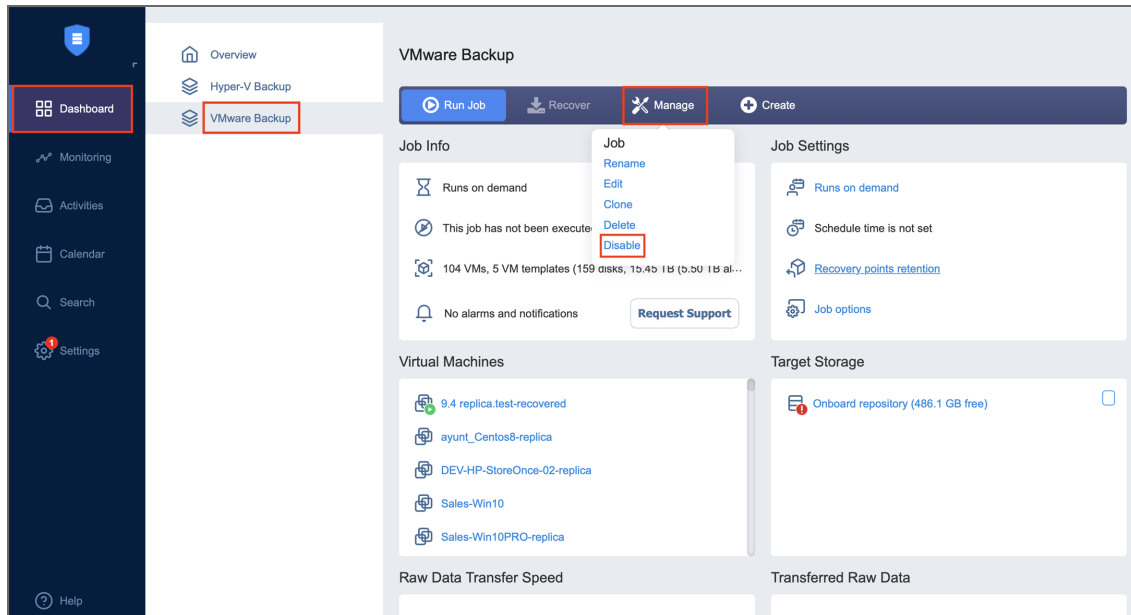 Dashboard
Monitoring
Activities
Calendar
Search
1
Settings
Help
Overview
Hyper-V Backup
VMware Backup
VMware Backup
Run Job
Recover
Manage
Create
Job Info
Runs on demand
This job has not been execute
104 VMs, 5 VM templates (159 disks, 15.45 TB (5.50 TB al...
No alarms and notifications
Request Support
Job
Rename
Edit
Clone
Delete
Disable
Job Settings
Runs on demand
Schedule time is not set
Recovery points retention
Job options
Virtual Machines
9.4 replica.test-recovered
ayunt_Centos8-replica
DEV-HP-StoreOnce-02-replica
Sales-Win10
Sales-Win10PRO-replica
Target Storage
Onboard repository (486.1 GB free)
Raw Data Transfer Speed
Transferred Raw Data